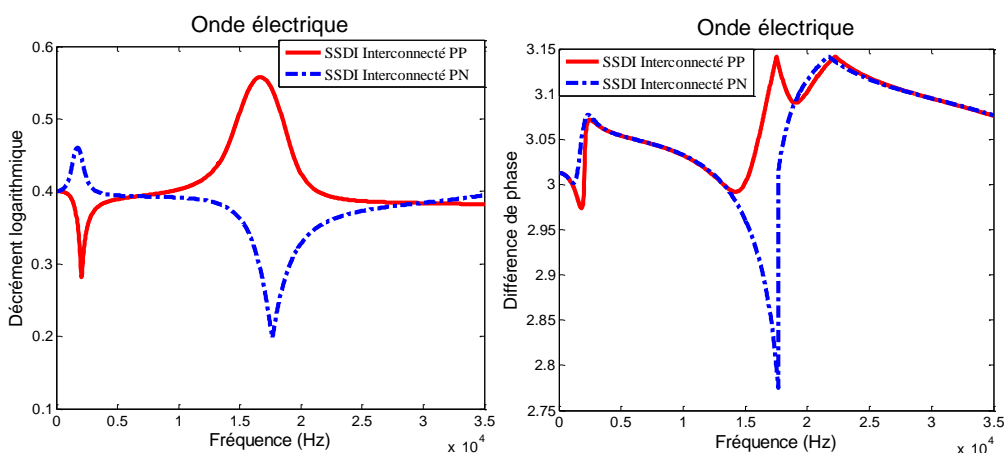 Onde électrique
SSDI Interconnecté PP
SSDI Interconnecté PN
Décrément logarithmique
0.6
0.5
0.4
0.3
0.2
0.1
0 0.5 1 1.5 2 2.5 3 3.5
Fréquence (Hz)
x 10^4
Onde électrique
SSDI Interconnecté PP
SSDI Interconnecté PN
Différence de phase
3.15
3.1
3.05
3
2.95
2.9
2.85
2.8
2.75
0 0.5 1 1.5 2 2.5 3 3.5
Fréquence (Hz)
x 10^4